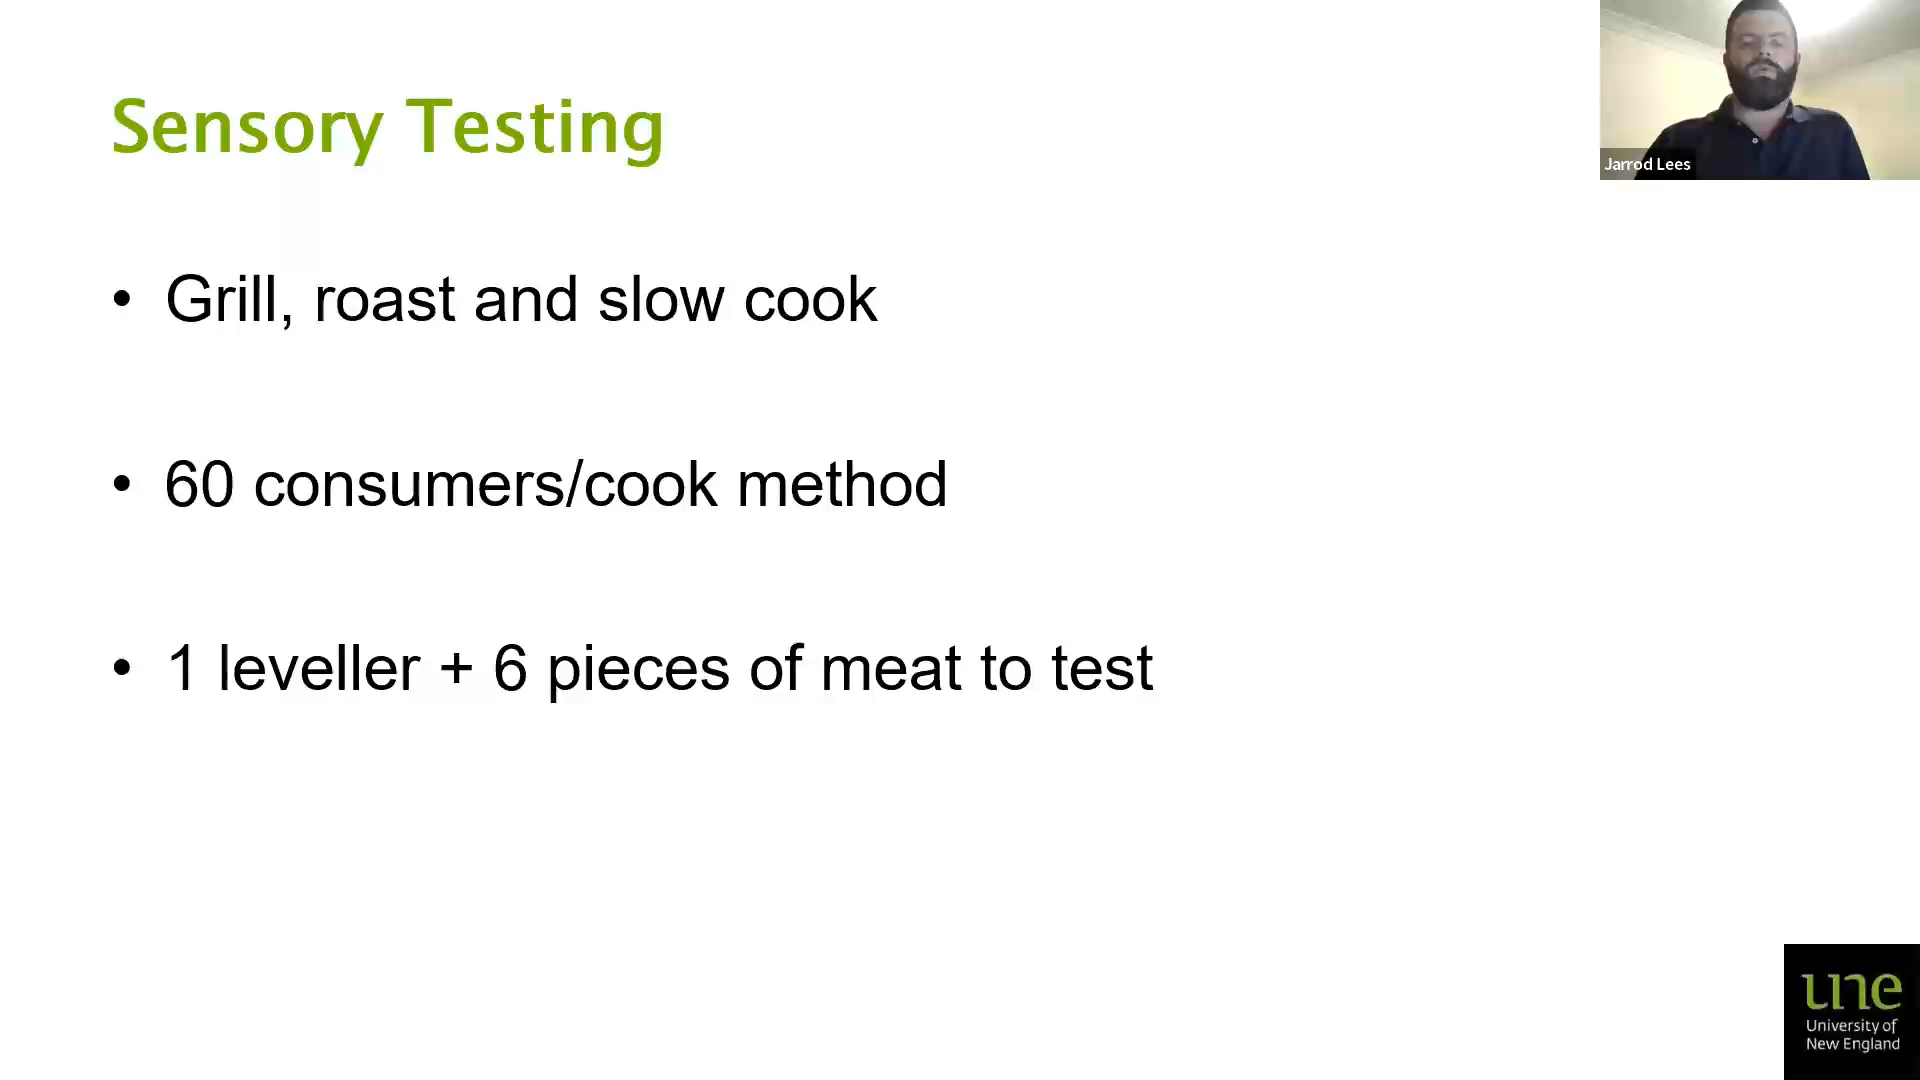 Sensory Testing
Jarrod Lees
• Grill, roast and slow cook
• 60 consumers/cook method
• 1 leveller + 6 pieces of meat to test
une
University of
New England